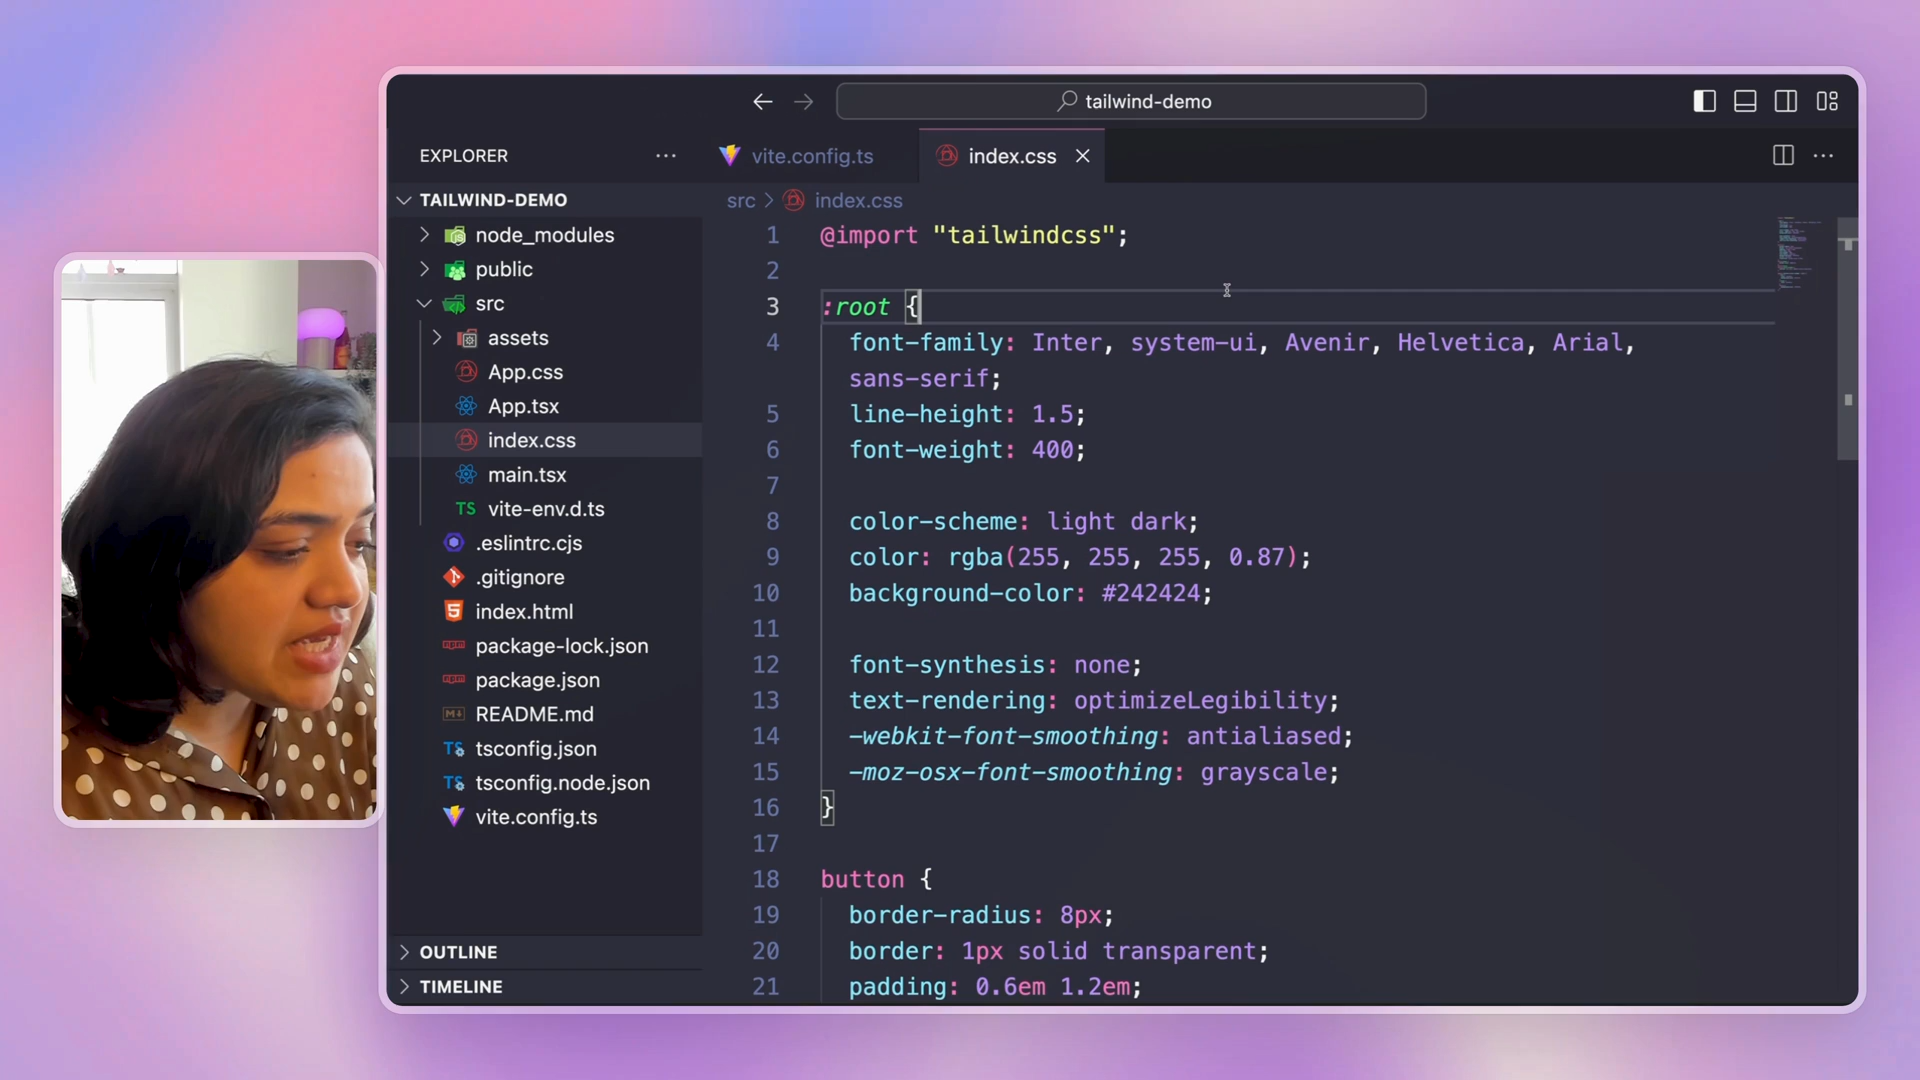 tailwind-demo
EXPLORER
vite.config.ts
index.css
TAILWIND-DEMO
node_modules
public
src
assets
App.css
App.tsx
index.css
main.tsx
TS vite-env.d.ts
.eslintrc.cjs
.gitignore
index.html
package-lock.json
package.json
README.md
TS tsconfig.json
TS tsconfig.node.json
vite.config.ts
OUTLINE
TIMELINE
src > index.css
1 @import "tailwindcss";
2
3 :root {
4 font-family: Inter, system-ui, Avenir, Helvetica, Arial,
sans-serif;
5 line-height: 1.5;
6 font-weight: 400;
7
8 color-scheme: light dark;
9 color: rgba(255, 255, 255, 0.87);
10 background-color: #242424;
11
12 font-synthesis: none;
13 text-rendering: optimizeLegibility;
14 -webkit-font-smoothing: antialiased;
15 -moz-osx-font-smoothing: grayscale;
16 }
17
18 button {
19 border-radius: 8px;
20 border: 1px solid transparent;
21 padding: 0.6em 1.2em;